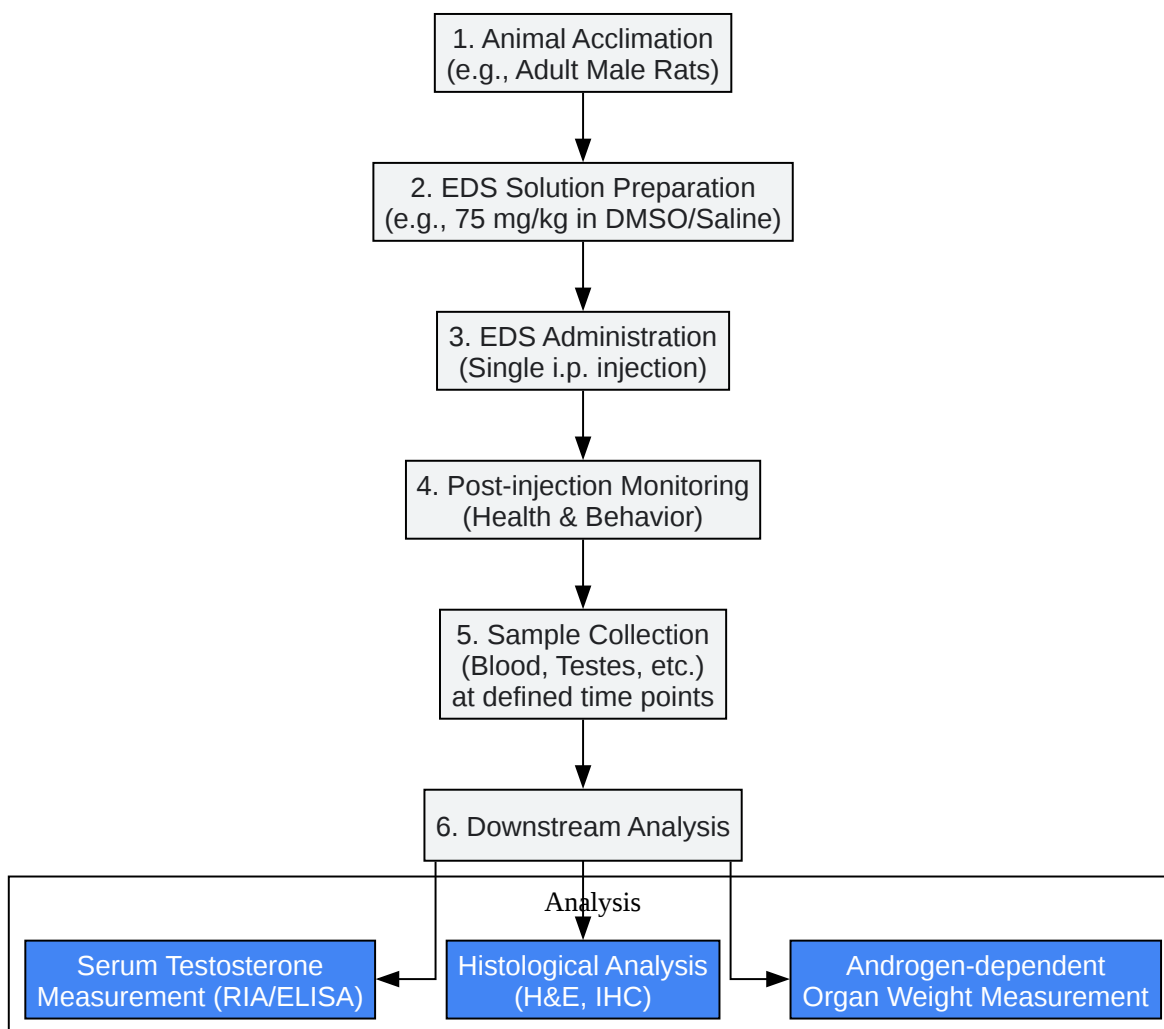 1. Animal Acclimation
(e.g., Adult Male Rats)
2. EDS Solution Preparation
(e.g., 75 mg/kg in DMSO/Saline)
3. EDS Administration
(Single i.p. injection)
4. Post-injection Monitoring
(Health & Behavior)
5. Sample Collection
(Blood, Testes, etc.)
at defined time points
6. Downstream Analysis
Analysis
Serum Testosterone
Measurement (RIA/ELISA)
Histological Analysis
(H&E, IHC)
Androgen-dependent
Organ Weight Measurement